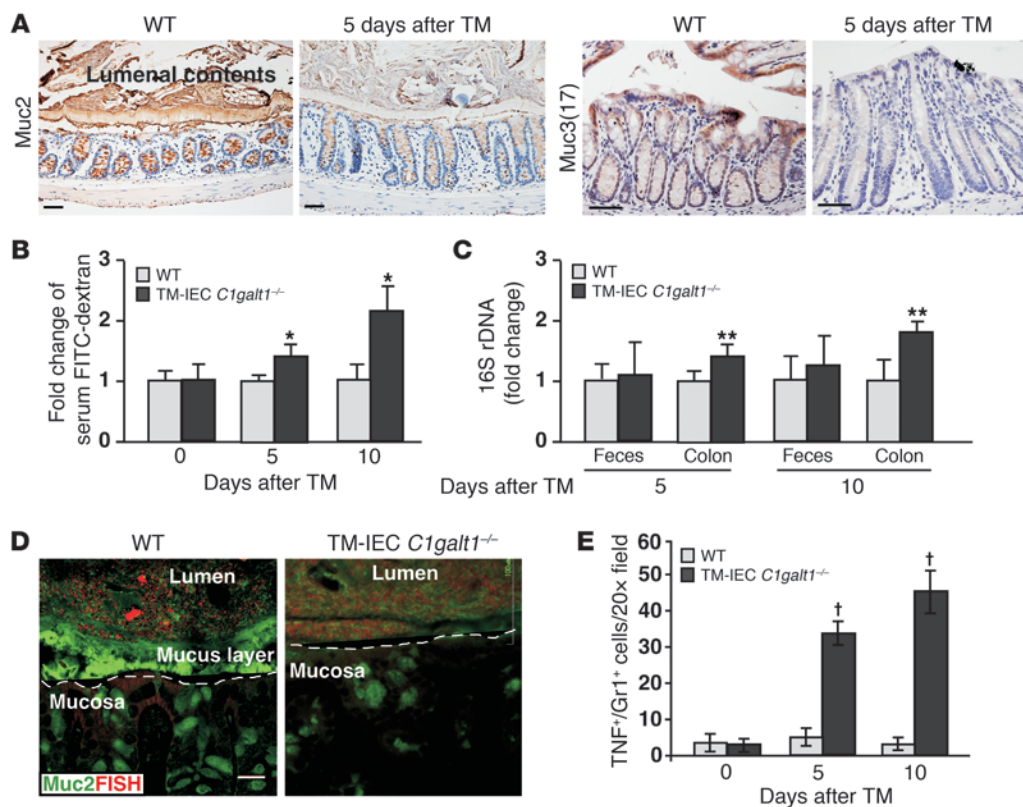 A
WT
5 days after TM
WT
5 days after TM
Muc2
Lumenal contents
Muc3(17)
B
Fold change of
serum FITC-dextran
3
2
1
0
WT
TM-IEC C1galt1–/–
*
*
0
5
10
Days after TM
C
16S rDNA
(fold change)
3
2
1
0
WT
TM-IEC C1galt1–/–
**
**
Feces
Colon
Feces
Colon
Days after TM
5
10
D
WT
TM-IEC C1galt1–/–
Lumen
Mucus layer
Mucosa
Muc2FISH
Lumen
Mucosa
E
TNF+/Gr1+ cells/20× field
60
50
40
30
20
10
0
WT
TM-IEC C1galt1–/–
†
†
0
5
10
Days after TM